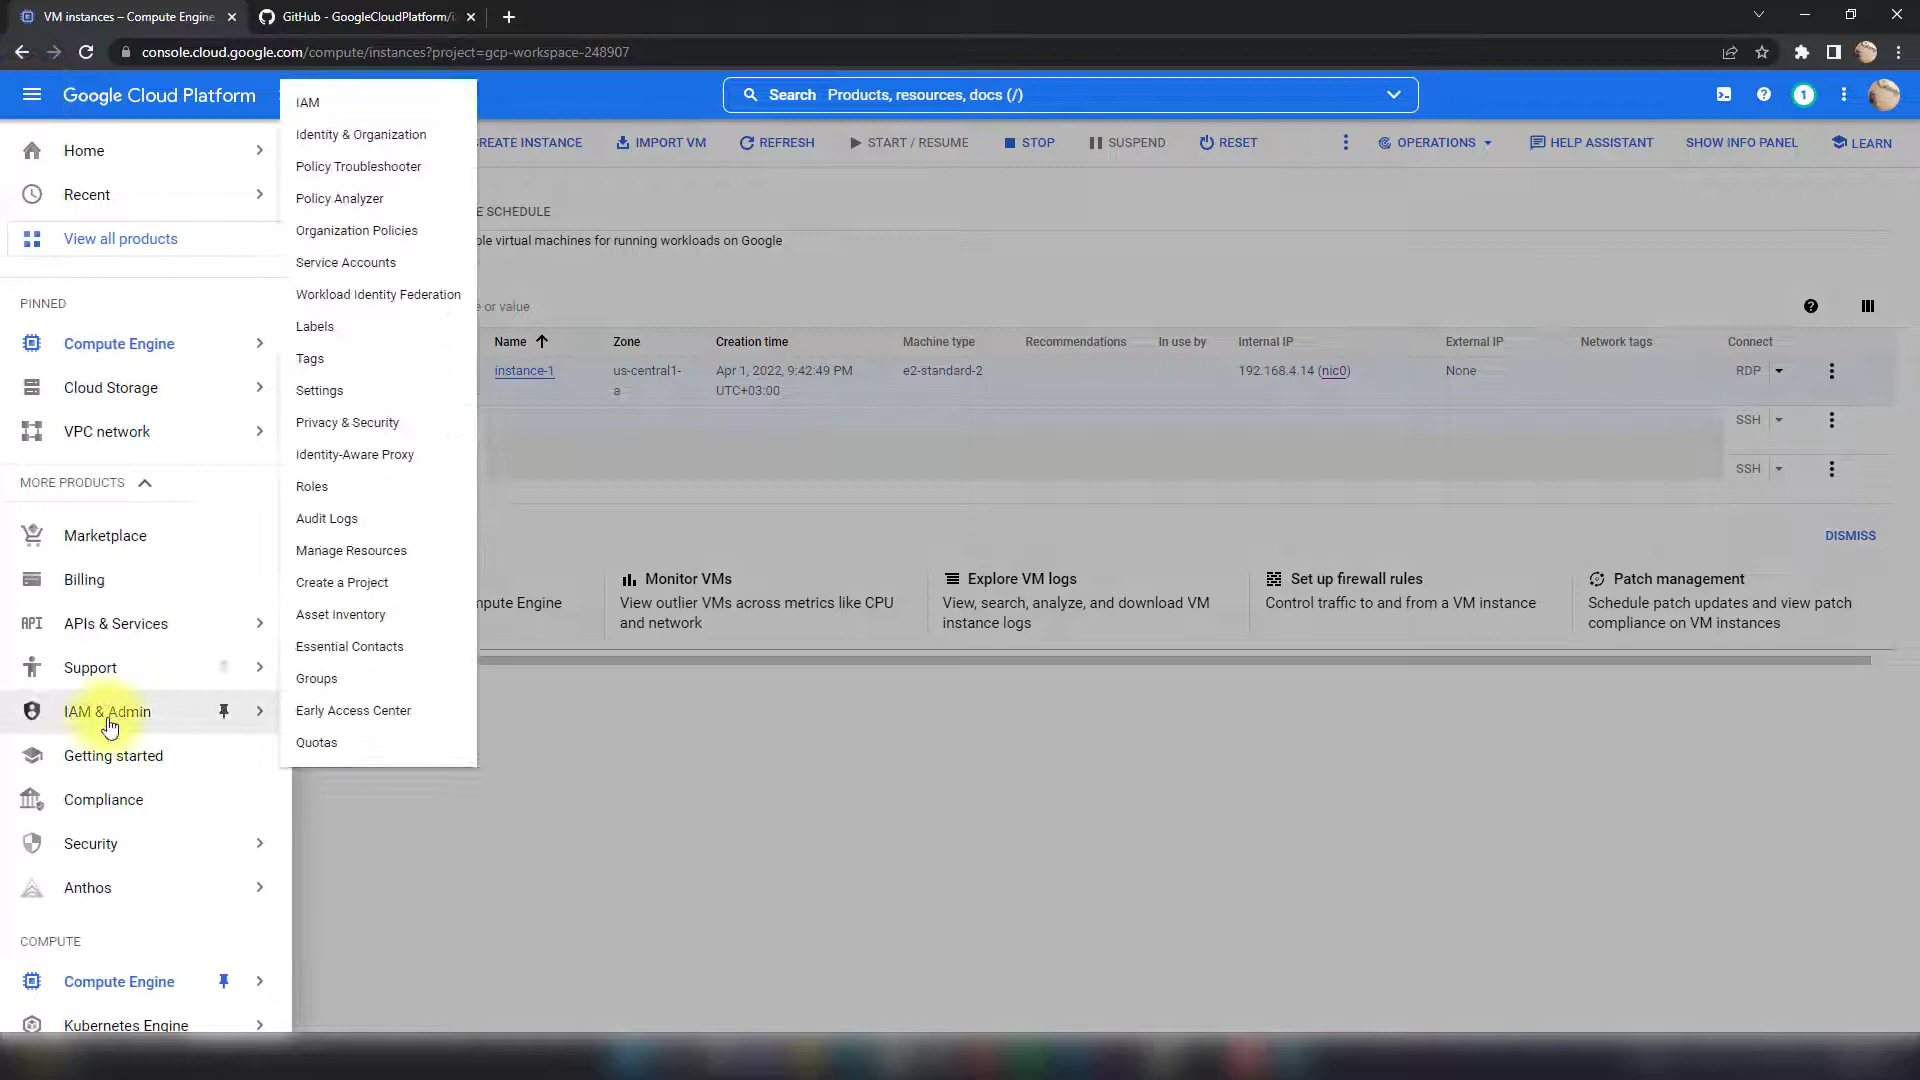 VM instances – Compute Engine
GitHub - GoogleCloudPlatform/i
console.cloud.google.com/compute/instances?project=gcp-workspace-248907
Google Cloud Platform
Search Products, resources, docs (/)
1
Home
Recent
View all products
PINNED
Compute Engine
Cloud Storage
VPC network
MORE PRODUCTS
Marketplace
Billing
API APIs & Services
Support
IAM & Admin
Getting started
Compliance
Security
Anthos
COMPUTE
Compute Engine
Kubernetes Engine
IAM
Identity & Organization
Policy Troubleshooter
Policy Analyzer
Organization Policies
Service Accounts
Workload Identity Federation
Labels
Tags
Settings
Privacy & Security
Identity-Aware Proxy
Roles
Audit Logs
Manage Resources
Create a Project
Asset Inventory
Essential Contacts
Groups
Early Access Center
Quotas
REATE INSTANCE IMPORT VM REFRESH START / RESUME STOP SUSPEND RESET OPERATIONS HELP ASSISTANT SHOW INFO PANEL LEARN
E SCHEDULE
ble virtual machines for running workloads on Google
e or value
Name Zone Creation time Machine type Recommendations In use by Internal IP External IP Network tags Connect
instance-1 us-central1- Apr 1, 2022, 9:42:49 PM e2-standard-2 192.168.4.14 (nic0) None RDP
a UTC+03:00
SSH
SSH
DISMISS
mpute Engine
Monitor VMs
View outlier VMs across metrics like CPU
and network
Explore VM logs
View, search, analyze, and download VM
instance logs
Set up firewall rules
Control traffic to and from a VM instance
Patch management
Schedule patch updates and view patch
compliance on VM instances